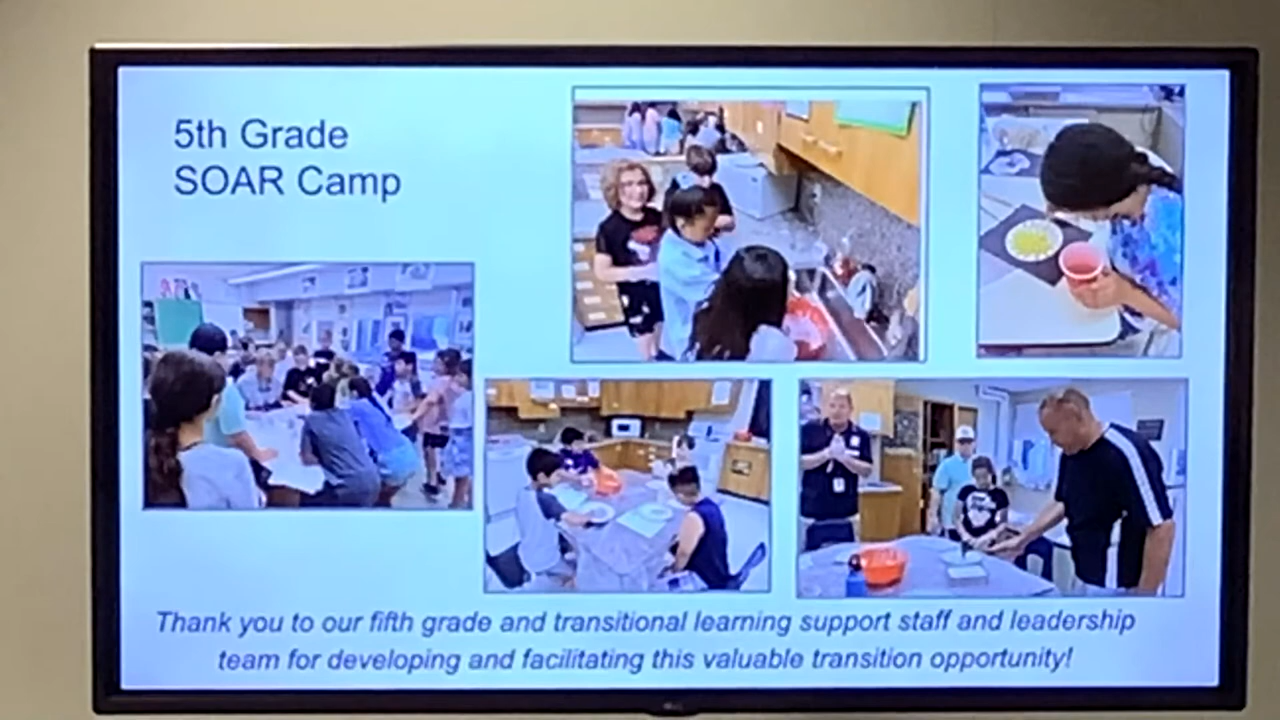 5th Grade
SOAR Camp
Thank you to our fifth grade and transitional learning support staff and leadership
team for developing and facilitating this valuable transition opportunity!